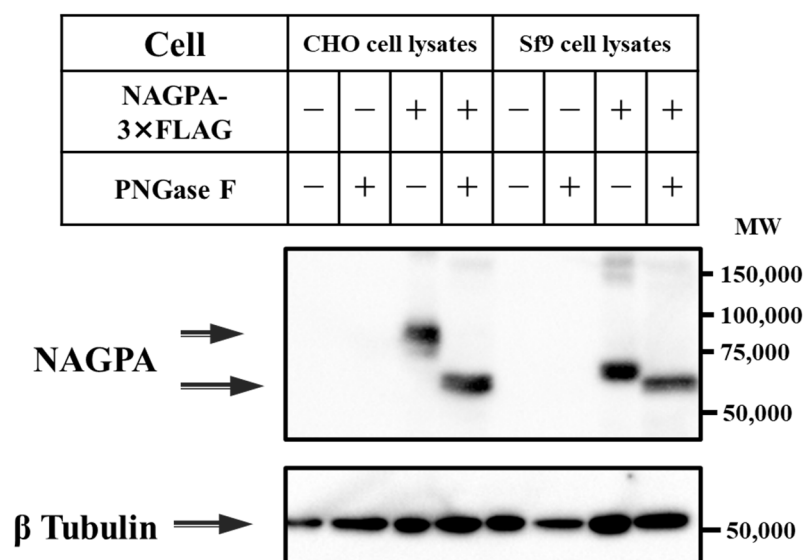 Cell CHO cell lysates Sf9 cell lysates
NAGPA-
3×FLAG − − + + − − + +
PNGase F − + − + − + − +
MW
150,000
100,000
75,000
NAGPA
50,000
β Tubulin 50,000